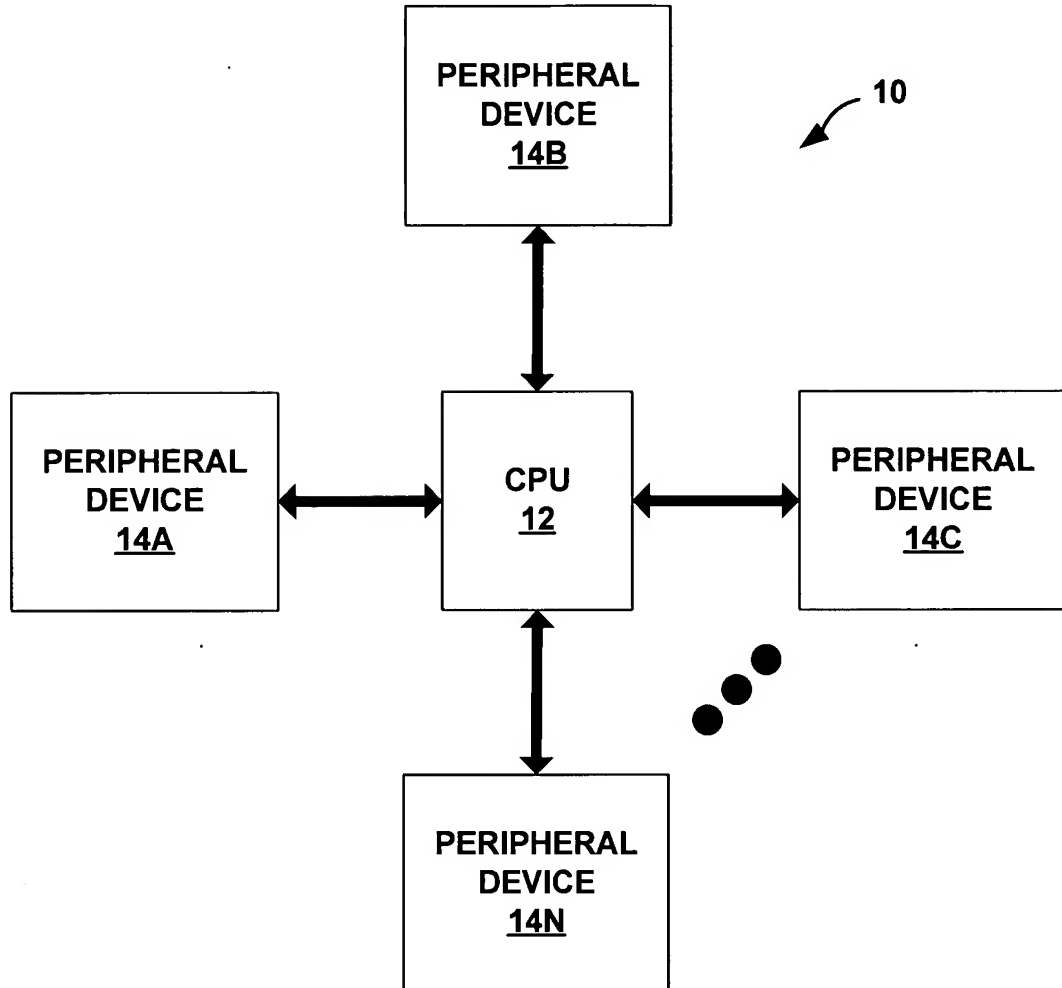 PERIPHERAL
DEVICE
14B
10
PERIPHERAL
DEVICE
14A
CPU
12
PERIPHERAL
DEVICE
14C
PERIPHERAL
DEVICE
14N